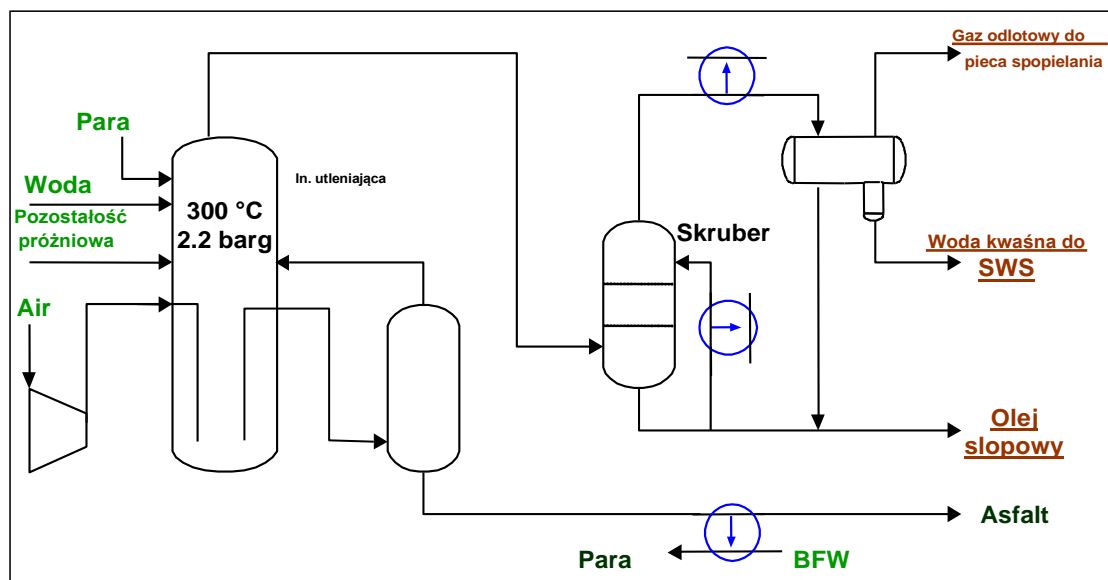 Gaz odlotowy do
pieca spopielania
Para
In. utleniająca
Woda
Pozostałość
próżniowa
300 °C
2.2 barg
Skruber
Woda kwaśna do
SWS
Air
Olej
slopowy
Asfalt
Para
BFW